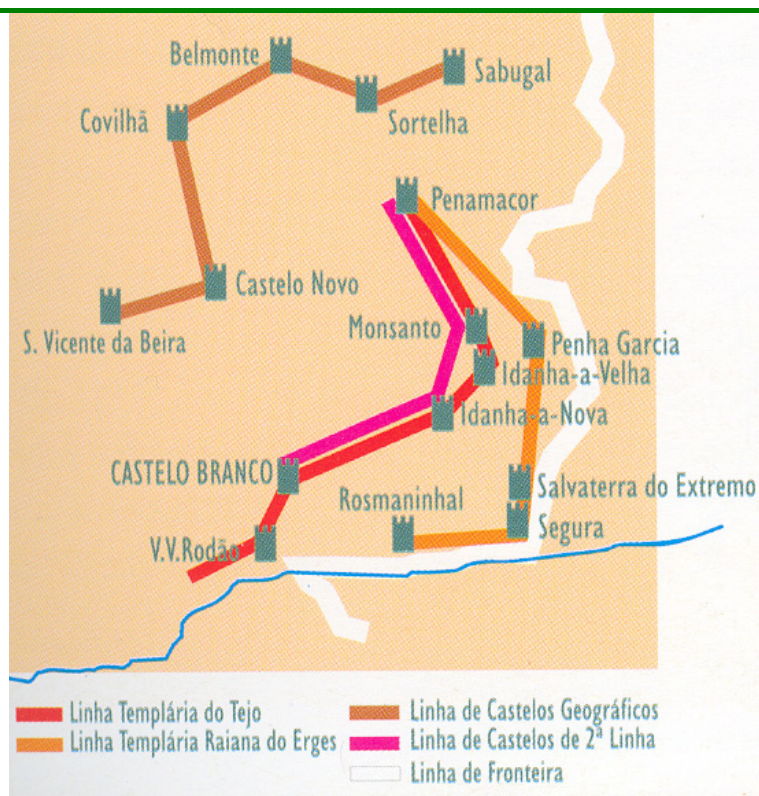 Belmonte
Sabugal
Covilhã
Sortelha
Penamacor
Castelo Novo
Monsanto
S. Vicente da Beira
Penha Garcia
Idanha-a-Velha
Idanha-a-Nova
CASTELO BRANCO
Rosmaninhal
Salvaterra do Extremo
Segura
V.V.Rodão
Linha Templária do Tejo
Linha Templária Raiana do Erges
Linha de Castelos Geográficos
Linha de Castelos de 2ª Linha
Linha de Fronteira